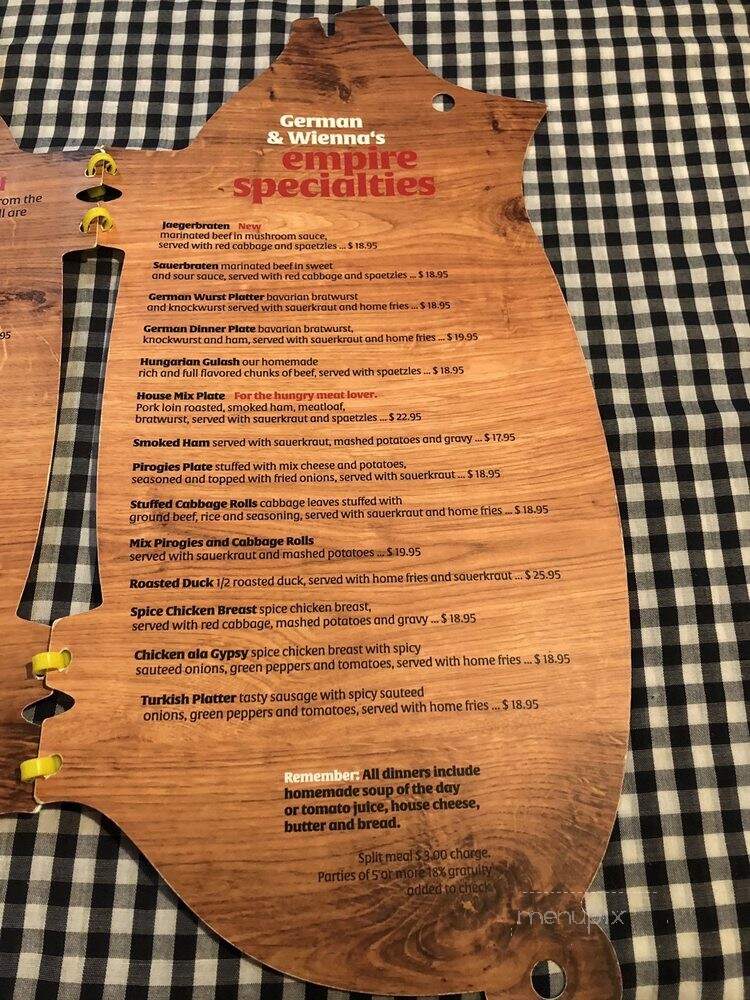 rom the
ll are
95
German
& Wienna's
empire
specialties
Jaegerbraten New
marinated beef in mushroom sauce,
served with red cabbage and spaetzles ... $ 18.95
Sauerbraten marinated beef in sweet
and sour sauce, served with red cabbage and spaetzles ... $ 18.95
German Wurst Platter bavarian bratwurst
and knockwurst served with sauerkraut and home fries ... $ 18.95
German Dinner Plate bavarian bratwurst,
knockwurst and ham, served with sauerkraut and home fries ... $ 19.95
Hungarian Gulash our homemade
rich and full flavored chunks of beef, served with spaetzles ... $ 18.95
House Mix Plate For the hungry meat lover.
Pork loin roasted, smoked ham, meatloaf,
bratwurst, served with sauerkraut and spaetzles ... $ 22.95
Smoked Ham served with sauerkraut, mashed potatoes and gravy ... $ 17.95
Pirogies Plate stuffed with mix cheese and potatoes,
seasoned and topped with fried onions, served with sauerkraut ... $ 18.95
Stuffed Cabbage Rolls cabbage leaves stuffed with
ground beef, rice and seasoning, served with sauerkraut and home fries ... $ 18.95
Mix Pirogies and Cabbage Rolls
served with sauerkraut and mashed potatoes ... $ 19.95
Roasted Duck 1/2 roasted duck, served with home fries and sauerkraut ... $ 25.95
Spice Chicken Breast spice chicken breast,
served with red cabbage, mashed potatoes and gravy ... $ 18.95
Chicken ala Gypsy spice chicken breast with spicy
sauteed onions, green peppers and tomatoes, served with home fries ... $ 18.95
Turkish Platter tasty sausage with spicy sauteed
onions, green peppers and tomatoes, served with home fries ... $ 18.95
Remember: All dinners include
homemade soup of the day
or tomato juice, house cheese,
butter and bread.
Split meal $ 3.00 charge.
Parties of 5 or more 18% gratuity
added to check.
menupix